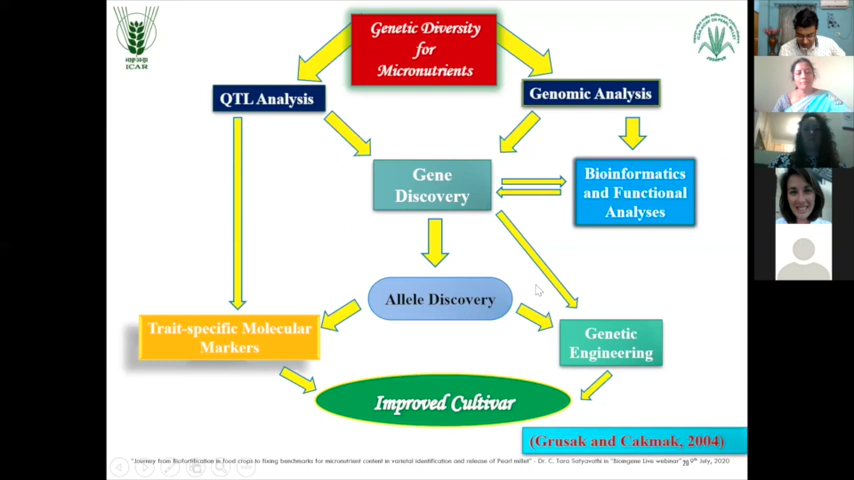 Genetic Diversity
for
Micronutrients
ICAR
QTL Analysis
Genomic Analysis
Gene
Discovery
Bioinformatics
and Functional
Analyses
Allele Discovery
Trait-specific Molecular
Markers
Genetic
Engineering
Improved Cultivar
(Grusak and Cakmak, 2004)
"Journey from Biofortification in food crops to fixing benchmarks for micronutrient content in varietal identification and release of Pearl millet" - Dr. C. Tara Satyavathi in "Bioingene Live webinar" 9th July, 2020